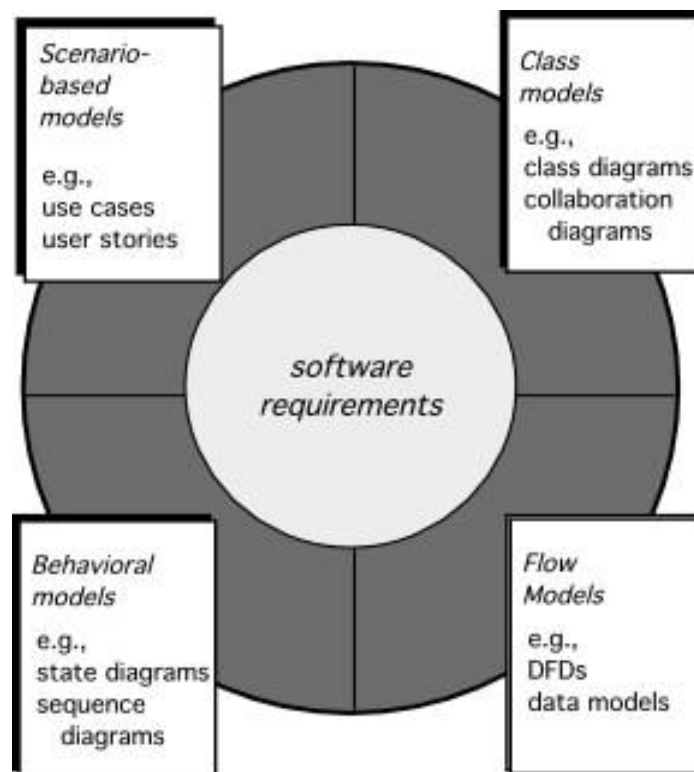 Scenario-
based
models
e.g.,
use cases
user stories
Class
models
e.g.,
class diagrams
collaboration
diagrams
software
requirements
Behavioral
models
e.g.,
state diagrams
sequence
diagrams
Flow
Models
e.g.,
DFDs
data models